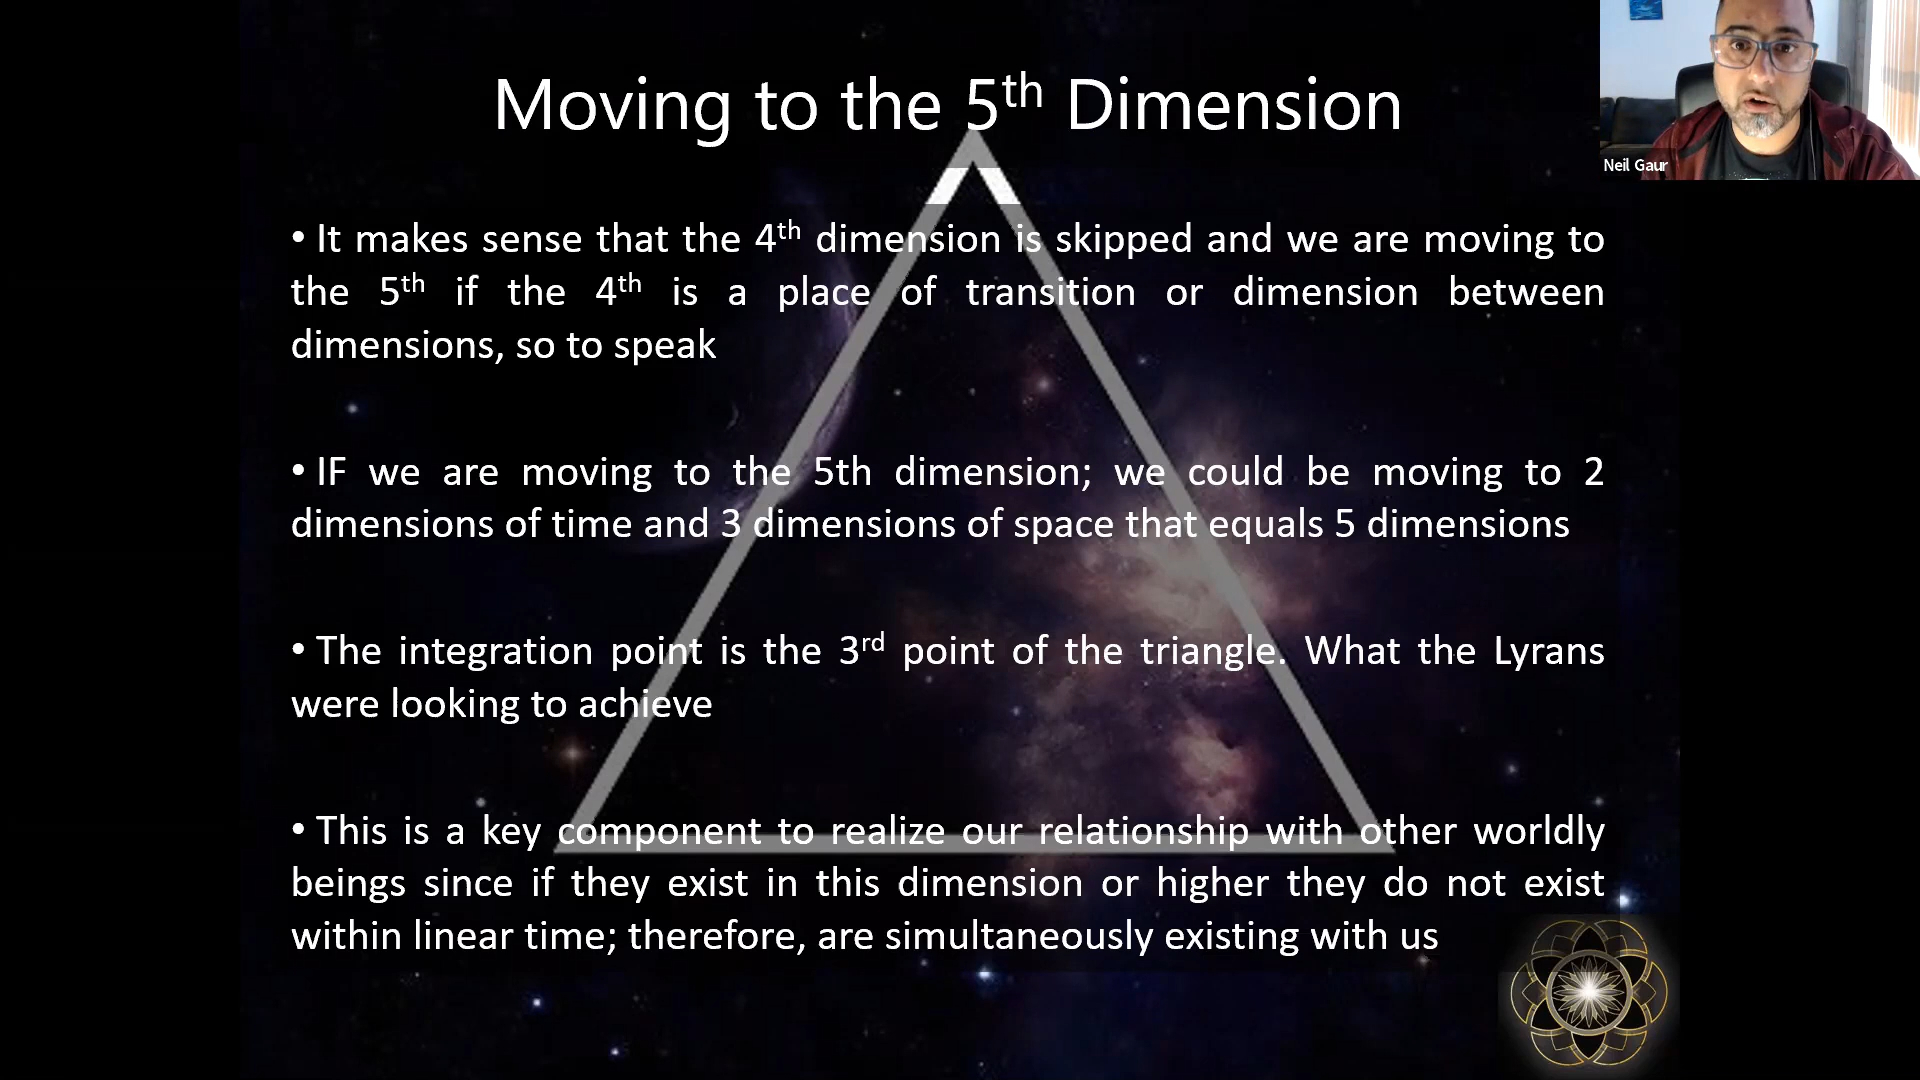 Moving to the 5th Dimension
Neil Gaur
• It makes sense that the 4th dimension is skipped and we are moving to
the 5th if the 4th is a place of transition or dimension between
dimensions, so to speak
• IF we are moving to the 5th dimension; we could be moving to 2
dimensions of time and 3 dimensions of space that equals 5 dimensions
• The integration point is the 3rd point of the triangle. What the Lyrans
were looking to achieve
• This is a key component to realize our relationship with other worldly
beings since if they exist in this dimension or higher they do not exist
within linear time; therefore, are simultaneously existing with us